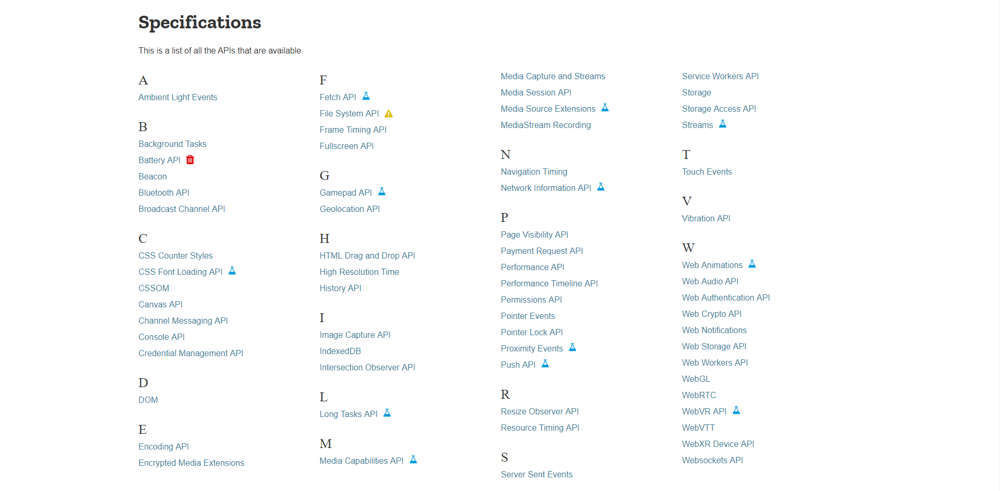 Specifications
This is a list of all the APIs that are available.
A
Ambient Light Events
B
Background Tasks
Battery API
Beacon
Bluetooth API
Broadcast Channel API
C
CSS Counter Styles
CSS Font Loading API
CSSOM
Canvas API
Channel Messaging API
Console API
Credential Management API
D
DOM
E
Encoding API
Encrypted Media Extensions
F
Fetch API
File System API
Frame Timing API
Fullscreen API
G
Gamepad API
Geolocation API
H
HTML Drag and Drop API
High Resolution Time
History API
I
Image Capture API
IndexedDB
Intersection Observer API
L
Long Tasks API
M
Media Capabilities API
Media Capture and Streams
Media Session API
Media Source Extensions
MediaStream Recording
N
Navigation Timing
Network Information API
P
Page Visibility API
Payment Request API
Performance API
Performance Timeline API
Permissions API
Pointer Events
Pointer Lock API
Proximity Events
Push API
R
Resize Observer API
Resource Timing API
S
Server Sent Events
Service Workers API
Storage
Storage Access API
Streams
T
Touch Events
V
Vibration API
W
Web Animations
Web Audio API
Web Authentication API
Web Crypto API
Web Notifications
Web Storage API
Web Workers API
WebGL
WebRTC
WebVR API
WebVTT
WebXR Device API
Websockets API